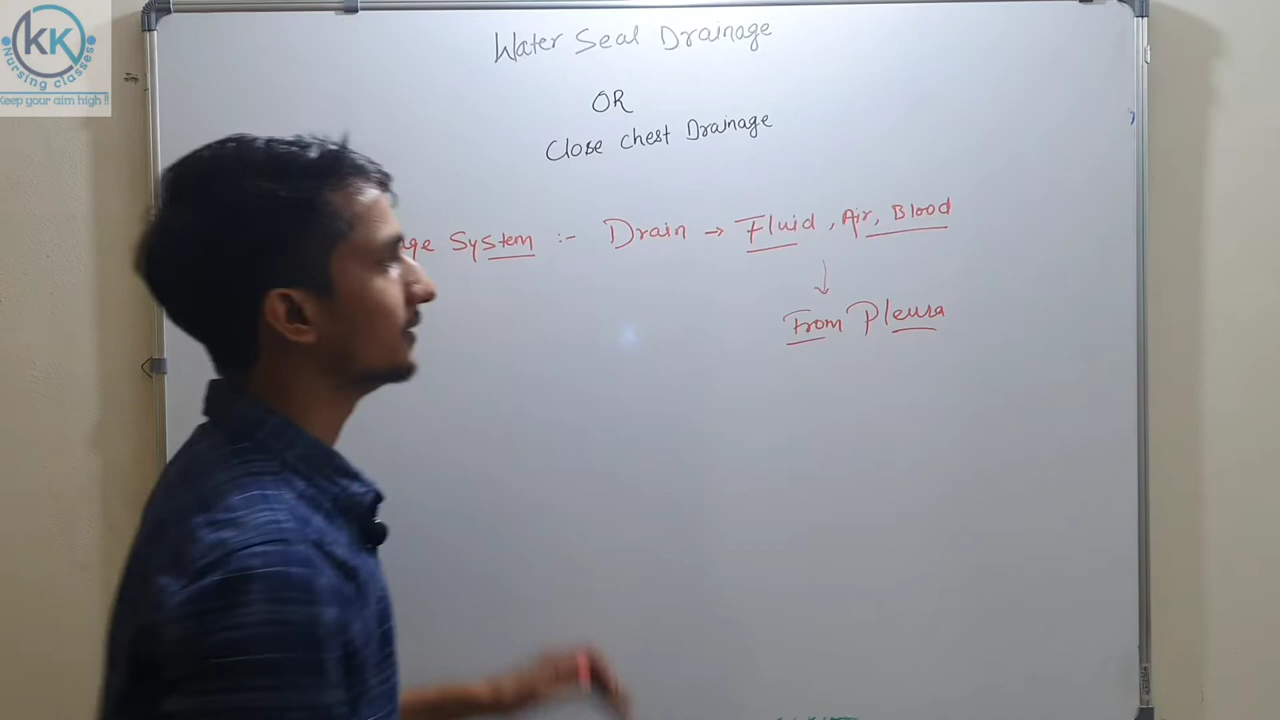 KK
Nursing classes
Keep your aim high !!
Water Seal Drainage
OR
Close chest Drainage
System :- Drain → Fluid, Air, Blood
↓
From Pleura